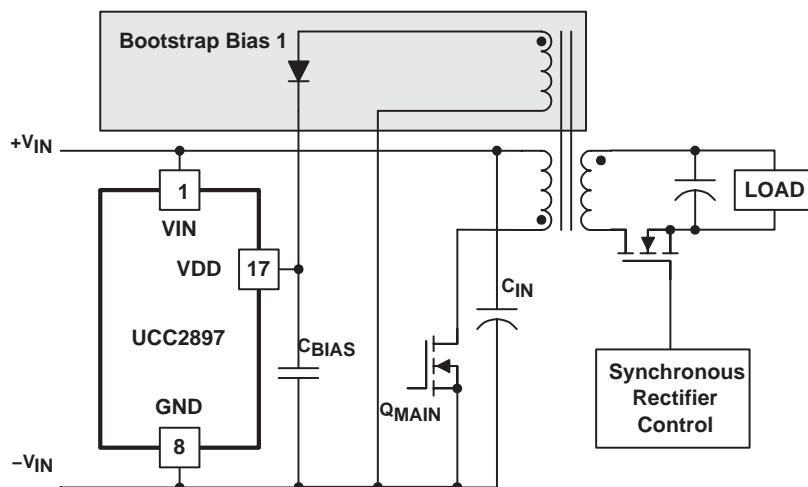 Bootstrap Bias 1
+VIN
1
VIN
VDD 17
CIN
LOAD
UCC2897
CBIAS
QMAIN
GND
8
−VIN
Synchronous
Rectifier
Control